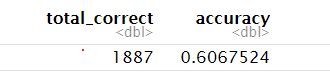 total_correct accuracy
<dbl> <dbl>
1887 0.6067524